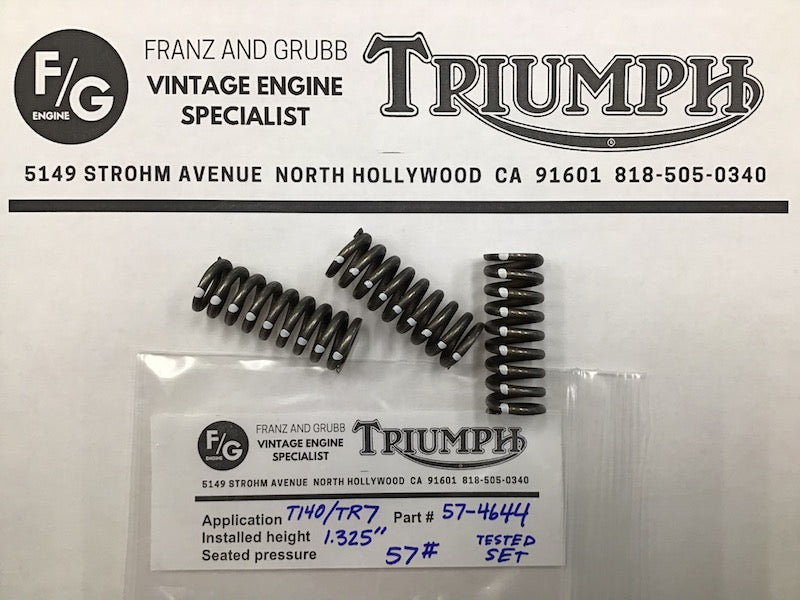 F/G ENGINE
FRANZ AND GRUBB
VINTAGE ENGINE
SPECIALIST
TRIUMPH
5149 STROHM AVENUE NORTH HOLLYWOOD CA 91601 818-505-0340
F/G ENGINE
FRANZ AND GRUBB
VINTAGE ENGINE
SPECIALIST
TRIUMPH
5149 STROHM AVENUE NORTH HOLLYWOOD CA 91601 818-505-0340
Application T140/TR7 Part # 57-4644
Installed height 1.325"
Seated pressure 57# TESTED SET